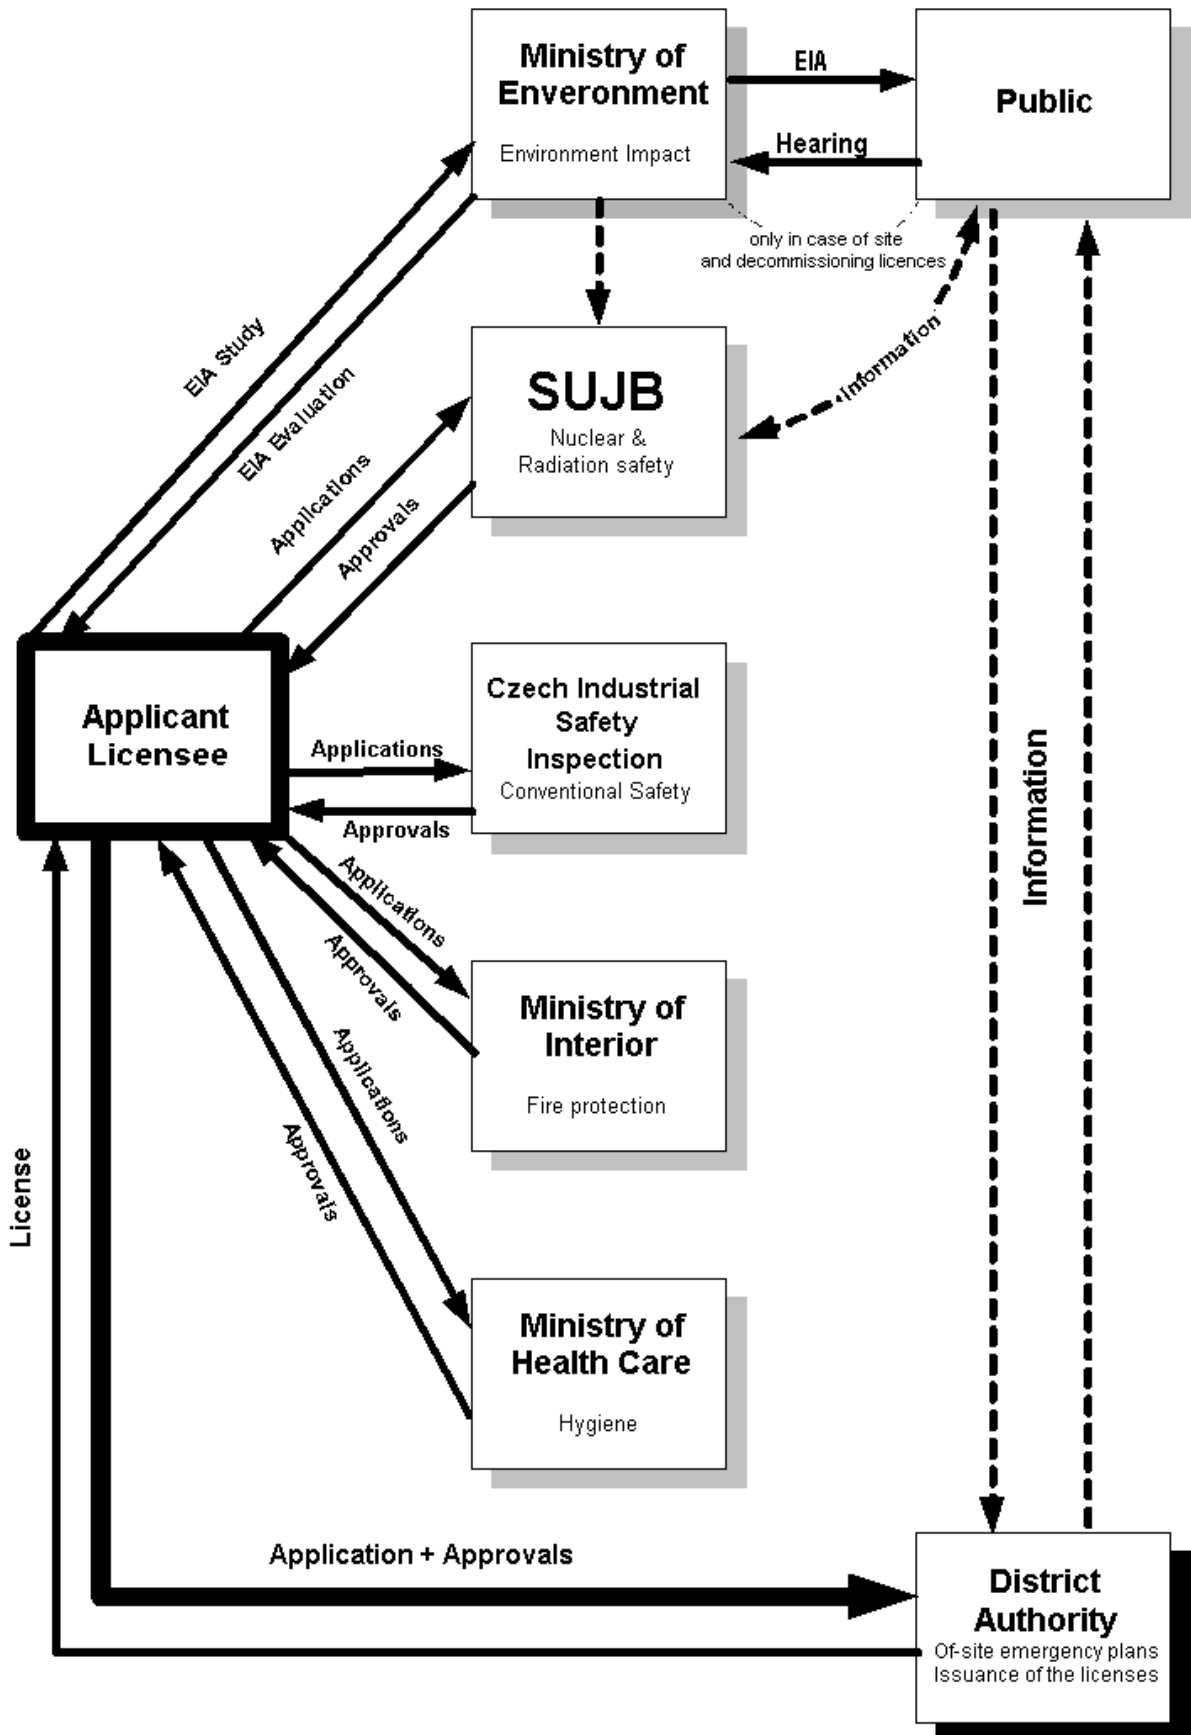 Ministry of
Enveronment
Environment Impact
EIA
Hearing
Public
only in case of site
and decommissioning licences
EIA Study
EIA Evaluation
SUJB
Nuclear &
Radiation safety
Information
Applications
Approvals
Applicant
Licensee
Czech Industrial
Safety
Inspection
Conventional Safety
Applications
Approvals
Information
Applications
Approvals
Ministry of
Interior
Fire protection
Applications
Approvals
License
Ministry of
Health Care
Hygiene
Application + Approvals
District
Authority
Of-site emergency plans
Issuance of the licenses